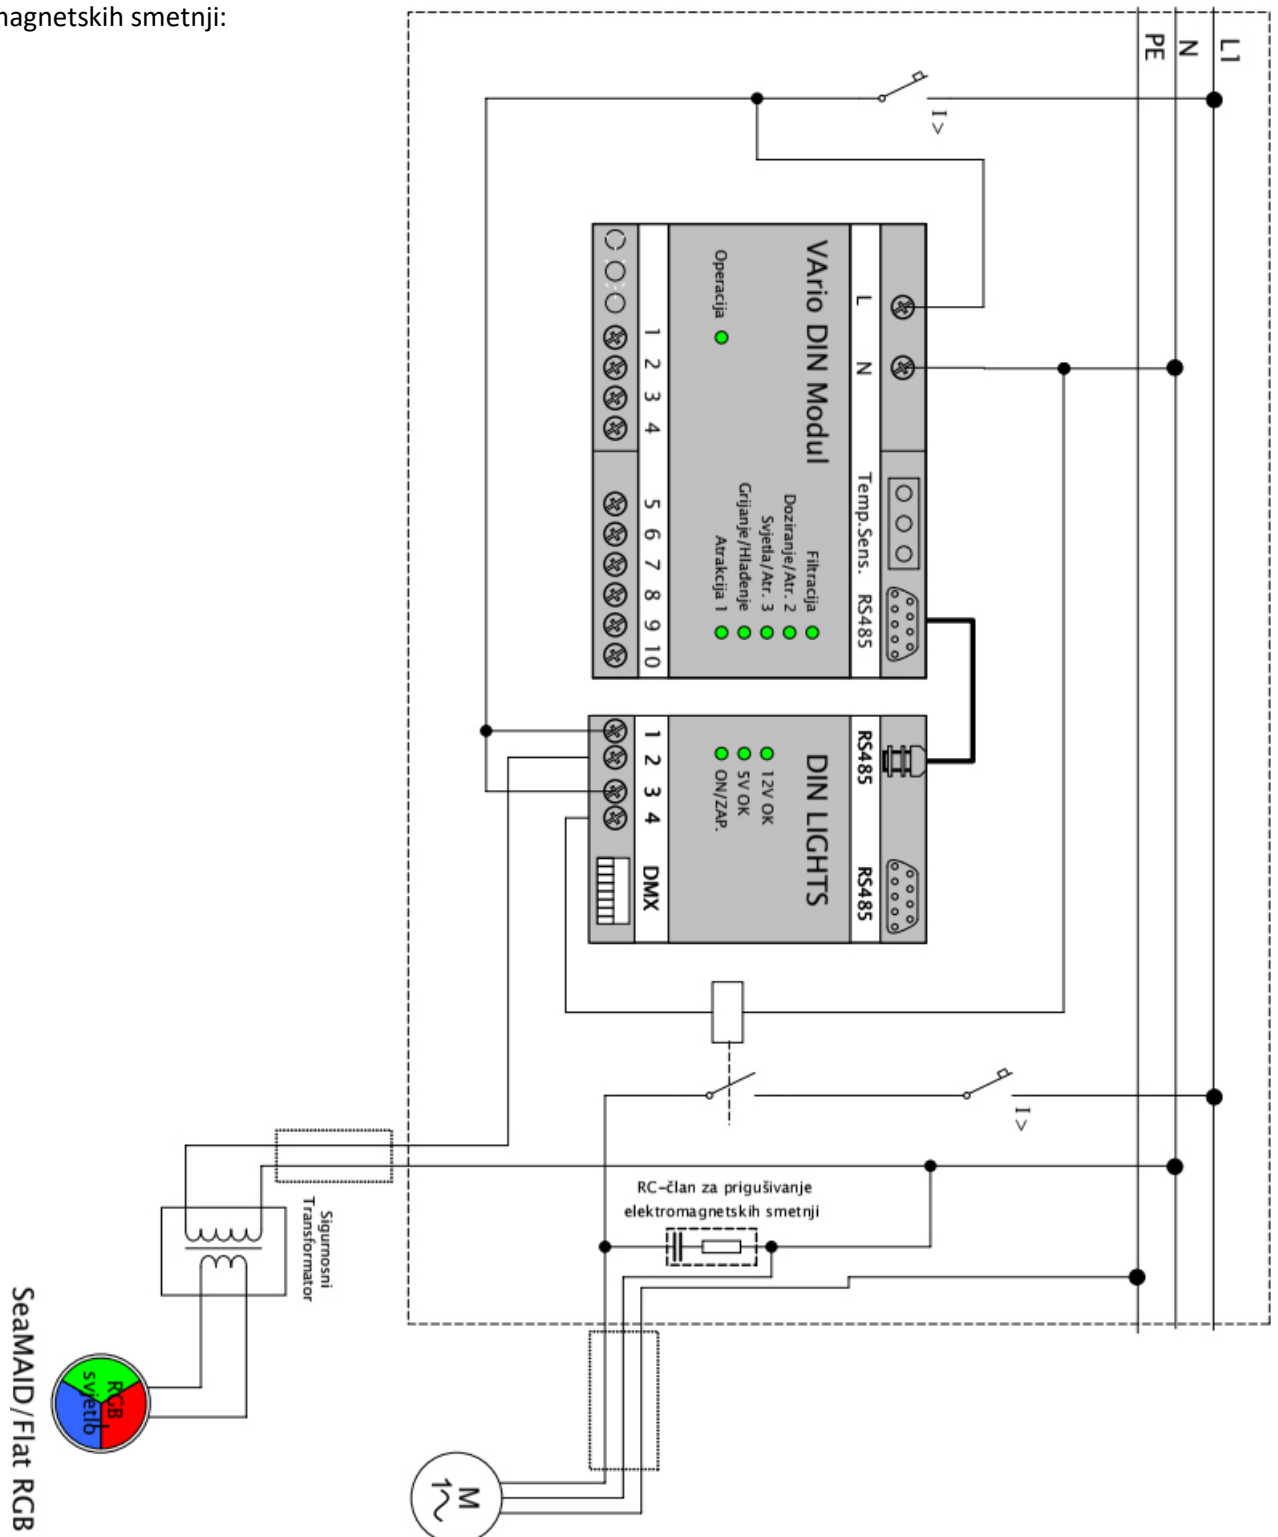 magnetskih smetnji:
L1
N
PE
I >
VArio DIN Modul
Operacija
L
N
Temp.Sens.
RS485
Filtracija
Doziranje/Atr. 2
Svjetla/Atr. 3
Grijanje/Hlađenje
Atrakcija 1
1 2 3 4
5 6 7 8 9 10
DIN LIGHTS
RS485
RS485
12V OK
5V OK
ON/ZAP.
1 2 3 4
DMX
I >
RC-član za prigušivanje
elektromagnetskih smetnji
Sigurnosni
Transformator
RGB
svjetlo
SeaMAID/Flat RGB
M
1~